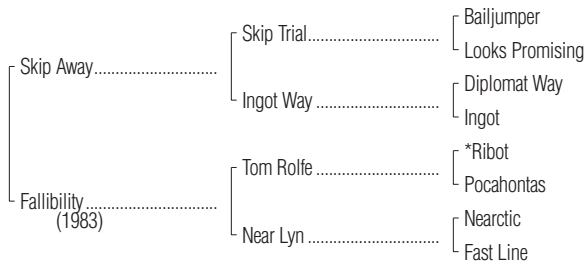 Bailjumper
Skip Trial..............................
Looks Promising
Skip Away............................
Diplomat Way
Ingot Way..............................
Ingot
*Ribot
Tom Rolfe..............................
Pocahontas
Fallibility..............................
(1983)
Nearctic
Near Lyn..............................
Fast Line